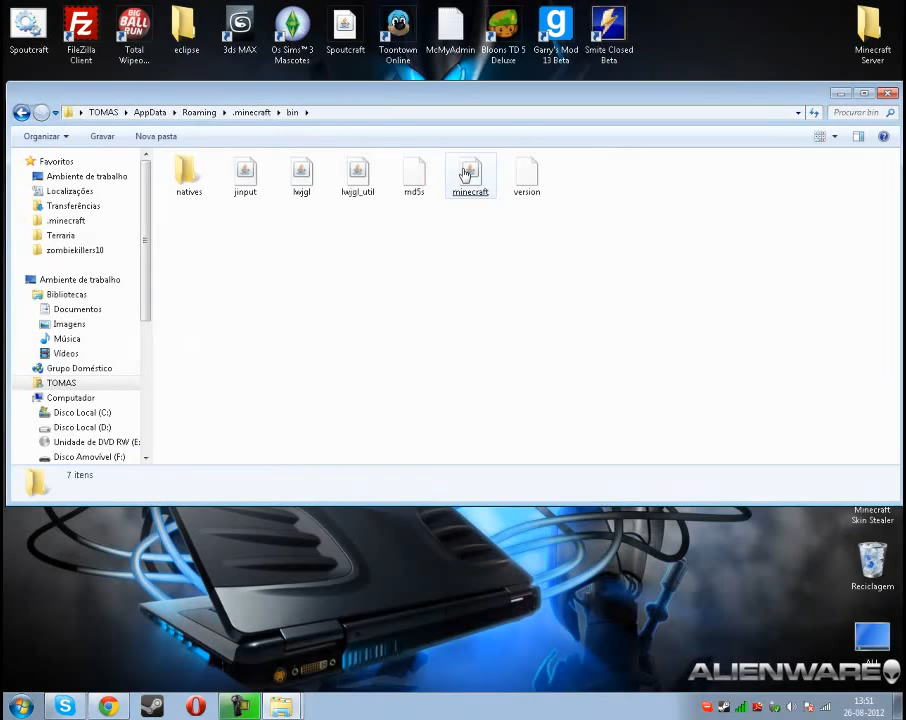 Spoutcraft
FileZilla
Client
Total
Wipeo...
eclipse
3ds MAX
Os Sims™ 3
Mascotes
Spoutcraft
Toontown
Online
McMyAdmin
Bloons TD 5
Deluxe
Garry's Mod
13 Beta
Smite Closed
Beta
Minecraft
Server
TOMAS
AppData
Roaming
.minecraft
bin
Procurar bin
Organizar
Gravar
Nova pasta
Favoritos
Ambiente de trabalho
Localizações
Transferências
.minecraft
Terraria
zombiekillers10
Ambiente de trabalho
Bibliotecas
Documentos
Imagens
Música
Vídeos
Grupo Doméstico
TOMAS
Computador
Disco Local (C:)
Disco Local (D:)
Unidade de DVD RW (E:
Disco Amovível (F:)
natives
jinput
lwjgl
lwjgl_util
md5s
minecraft
version
7 itens
Minecraft
Skin Stealer
Reciclagem
ALIENWARE
13:51
26-08-2012